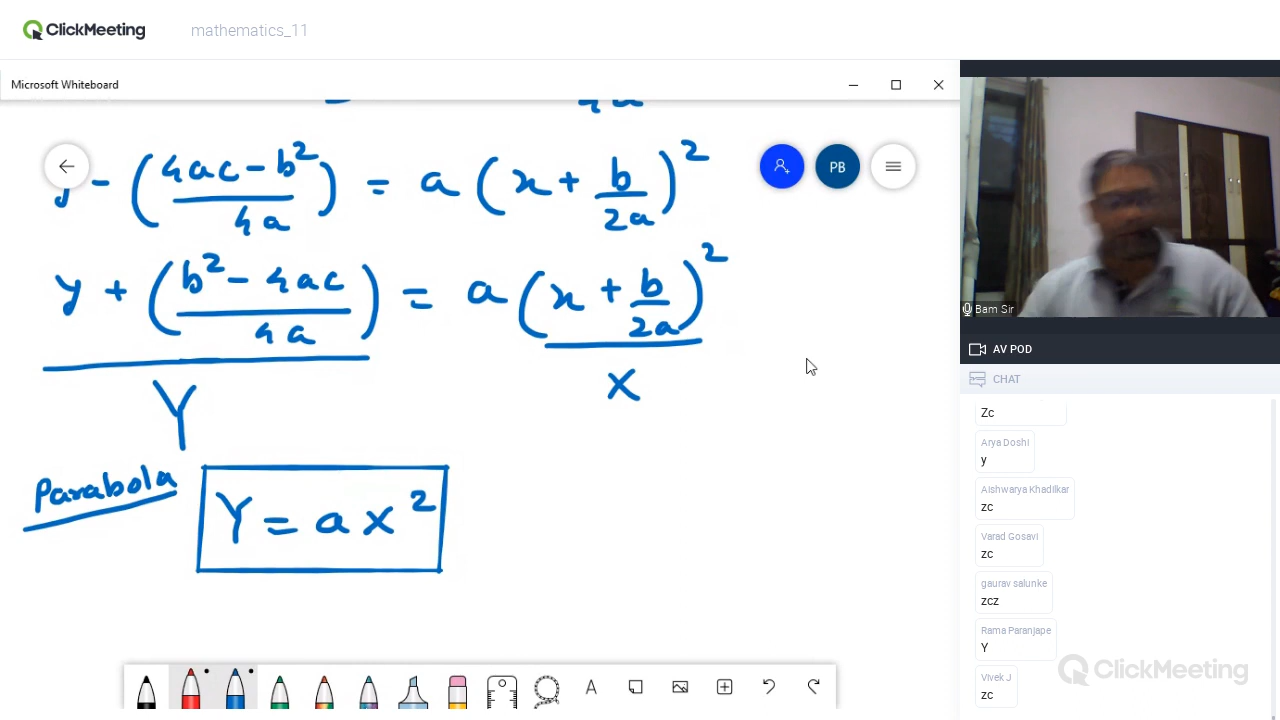 ClickMeeting mathematics_11
Microsoft Whiteboard
y - (4ac - b² / 4a) = a (x + b/2a)²
PB
y + (b² - 4ac / 4a) = a (x + b/2a)²
Y X
Parabola Y = a X²
A
Bam Sir
AV POD
CHAT
Zc
Arya Doshi
y
Aishwarya Khadilkar
zc
Varad Gosavi
zc
gaurav salunke
zcz
Rama Paranjape
Y
Vivek J
zc
ClickMeeting